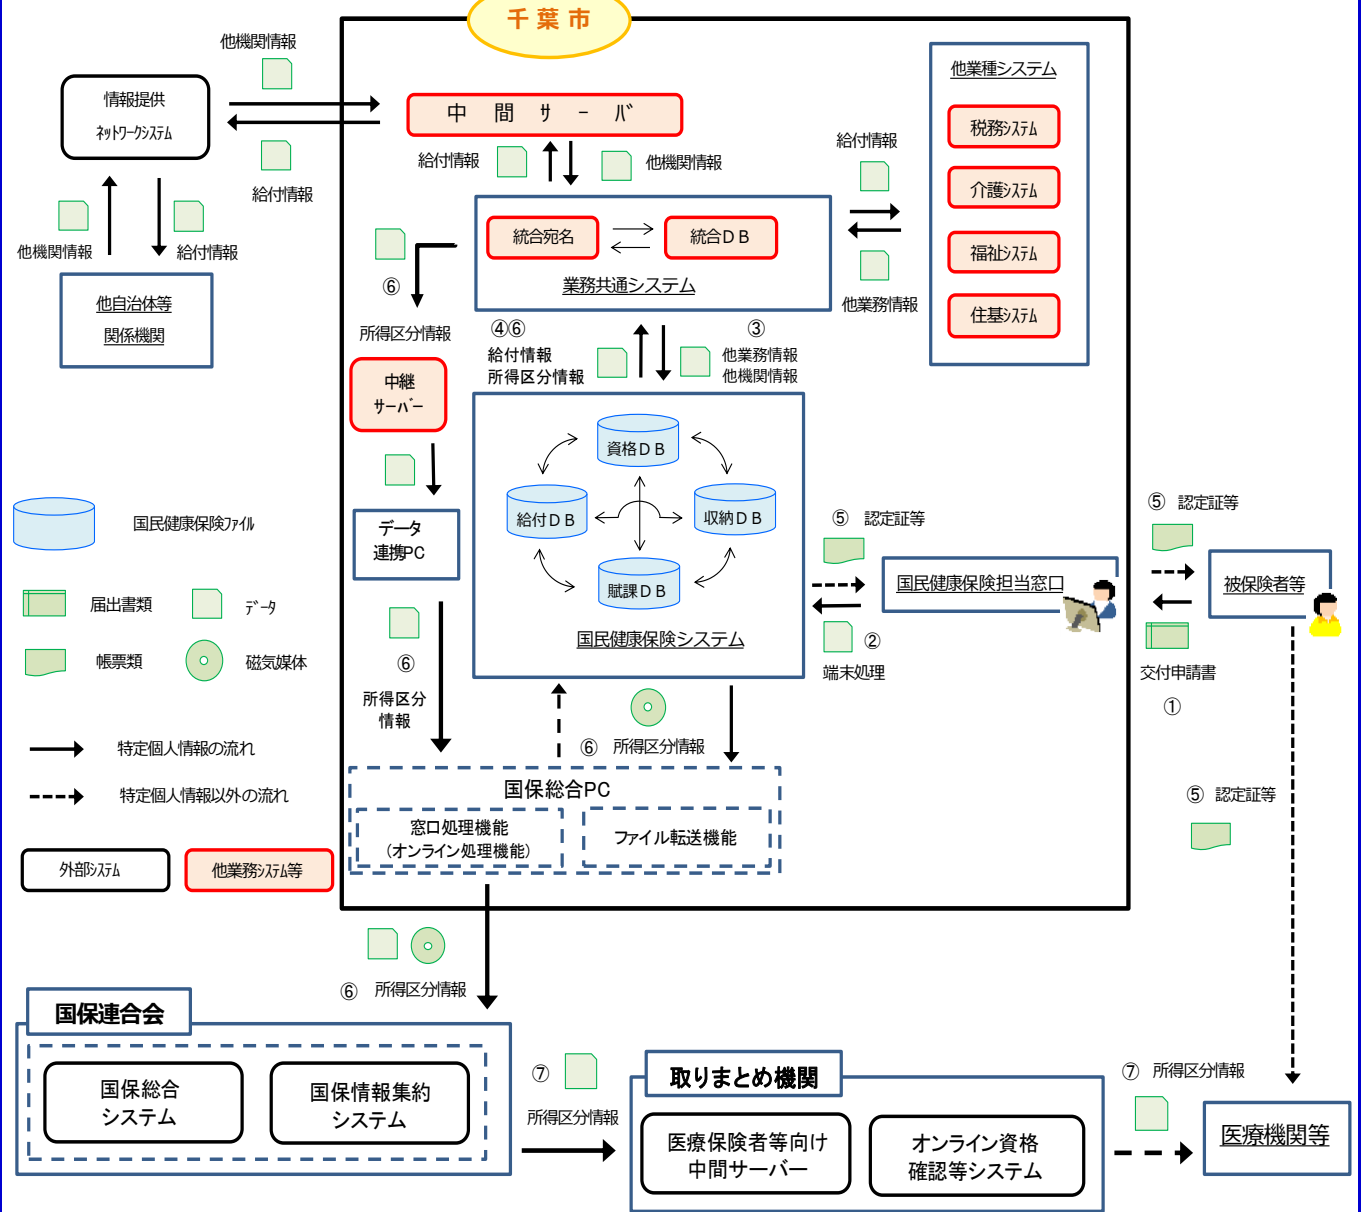 千葉市
他機関情報
情報提供
ネットワークシステム
給付情報
他機関情報
給付情報
他自治体等
関係機関
中間サーバ
給付情報
他機関情報
統合宛名
統合DB
業務共通システム
給付情報
他業務情報
他業種システム
税務システム
介護システム
福祉システム
住基システム
⑥
所得区分情報
④⑥
給付情報
所得区分情報
③
他業務情報
他機関情報
中継
サーバー
データ
連携PC
⑥
所得区分
情報
資格DB
給付DB
収納DB
賦課DB
国民健康保険システム
⑤ 認定証等
②
端末処理
国民健康保険担当窓口
⑤ 認定証等
交付申請書
①
被保険者等
国民健康保険ファイル
届出書類
データ
帳票類
磁気媒体
特定個人情報の流れ
特定個人情報以外の流れ
外部システム
他業務システム等
⑥ 所得区分情報
国保総合PC
窓口処理機能
(オンライン処理機能)
ファイル転送機能
⑤ 認定証等
⑥ 所得区分情報
国保連合会
国保総合
システム
国保情報集約
システム
⑦
所得区分情報
取りまとめ機関
医療保険者等向け
中間サーバー
オンライン資格
確認等システム
⑦ 所得区分情報
医療機関等